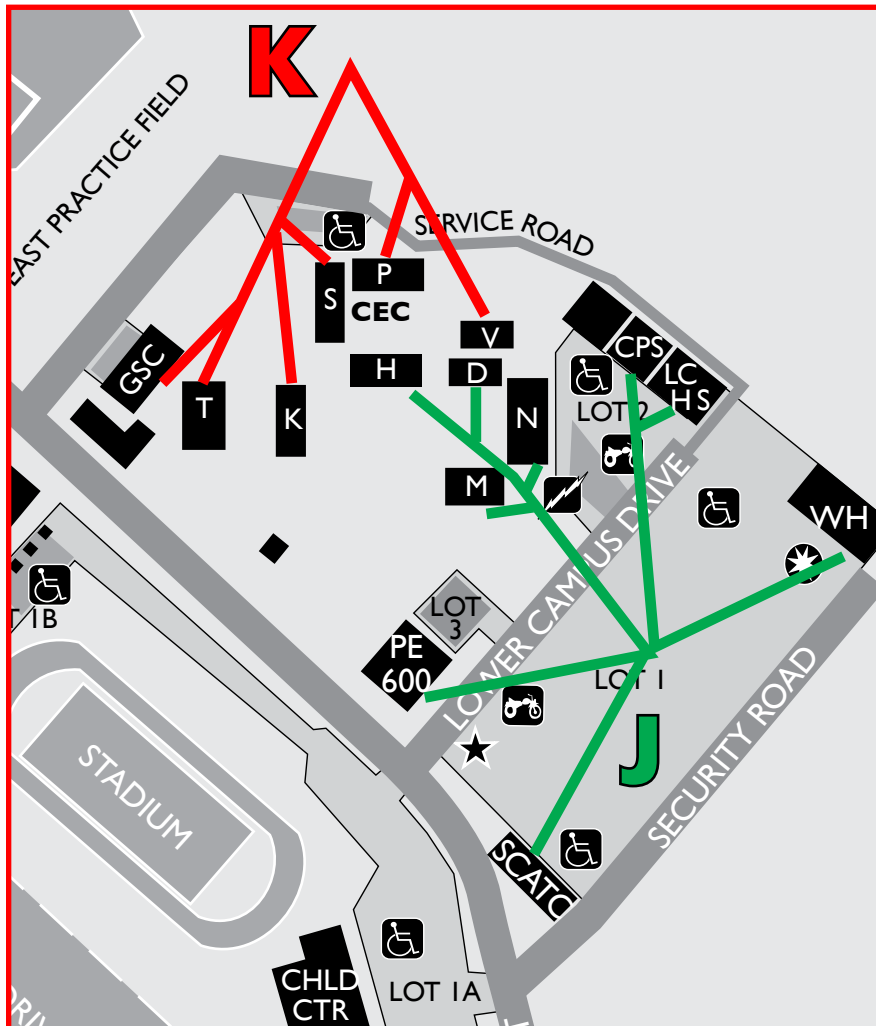 K
EAST PRACTICE FIELD
SERVICE ROAD
P
S
CEC
V
CPS
GSC
H
D
LC
HS
T
K
N
LOT 2
M
WH
LOT
3
LOWER CAMPUS DRIVE
1B
PE
600
LOT 1
J
SECURITY ROAD
STADIUM
SCATC
CHLD
CTR
LOT 1A